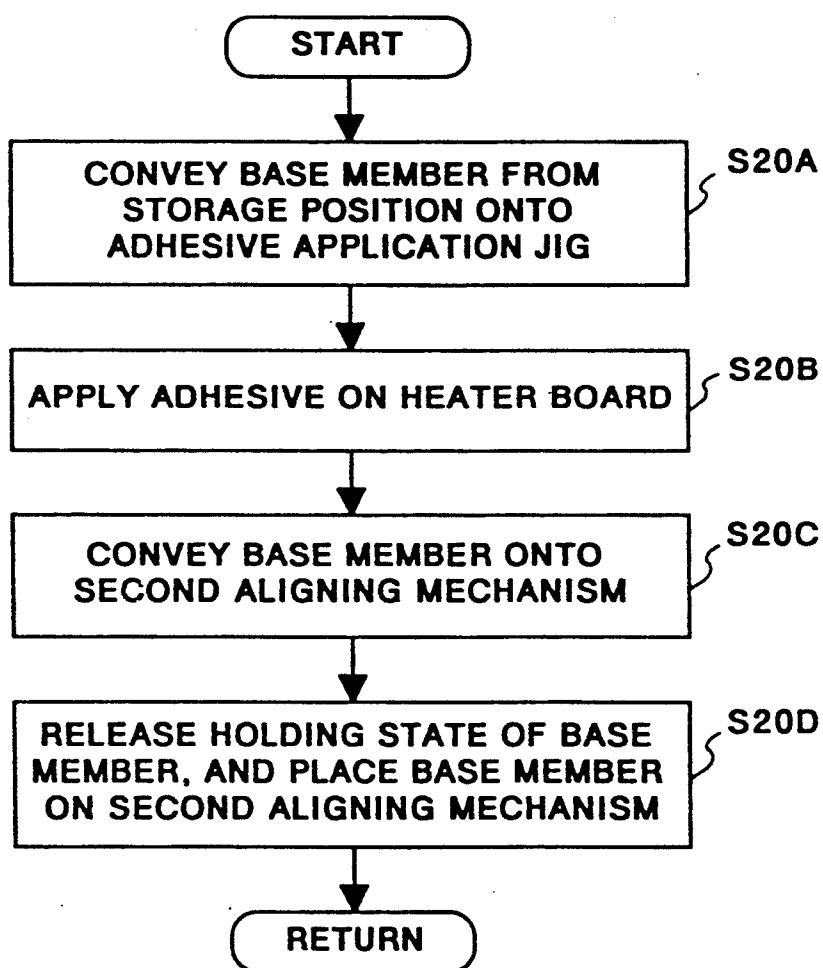 START
CONVEY BASE MEMBER FROM
STORAGE POSITION ONTO
ADHESIVE APPLICATION JIG
S20A
APPLY ADHESIVE ON HEATER BOARD
S20B
CONVEY BASE MEMBER ONTO
SECOND ALIGNING MECHANISM
S20C
RELEASE HOLDING STATE OF BASE
MEMBER, AND PLACE BASE MEMBER
ON SECOND ALIGNING MECHANISM
S20D
RETURN